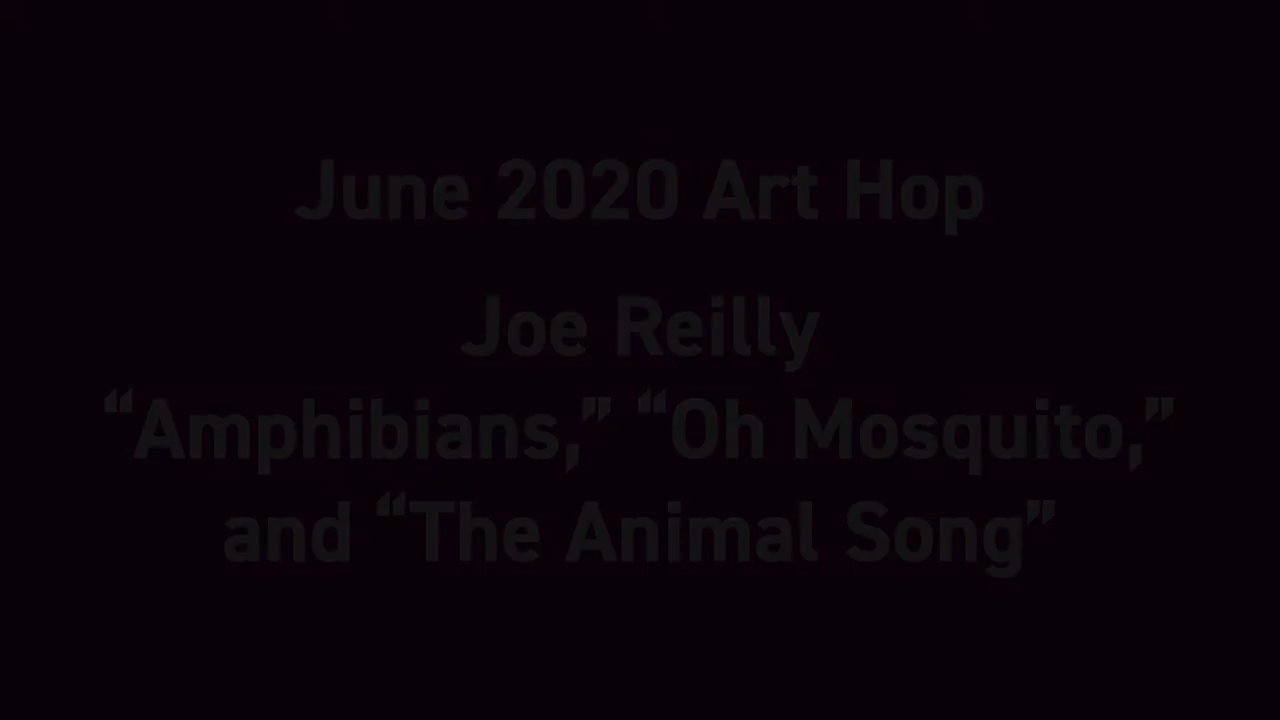 June 2020 Art Hop
Joe Reilly
“Amphibians,” “Oh Mosquito,”
and “The Animal Song”